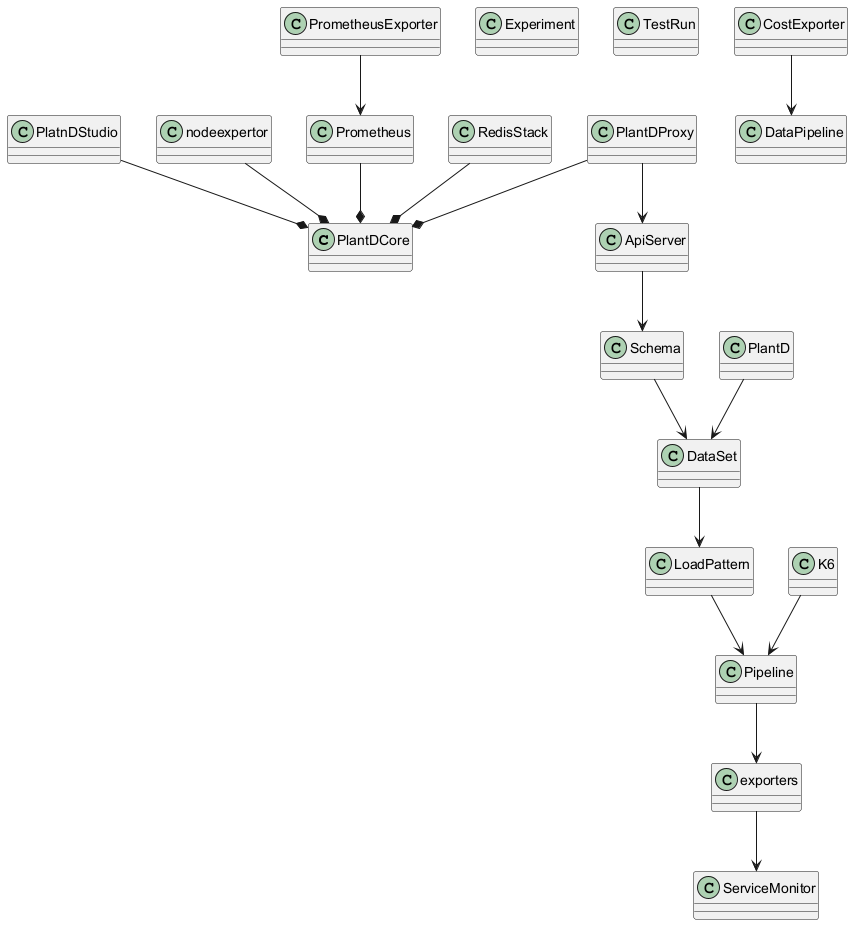 C PrometheusExporter
C Experiment
C TestRun
C CostExporter
C PlatnDStudio
C nodeexpertor
C Prometheus
C RedisStack
C PlantDProxy
C DataPipeline
C PlantDCore
C ApiServer
C Schema
C PlantD
C DataSet
C LoadPattern
C K6
C Pipeline
C exporters
C ServiceMonitor